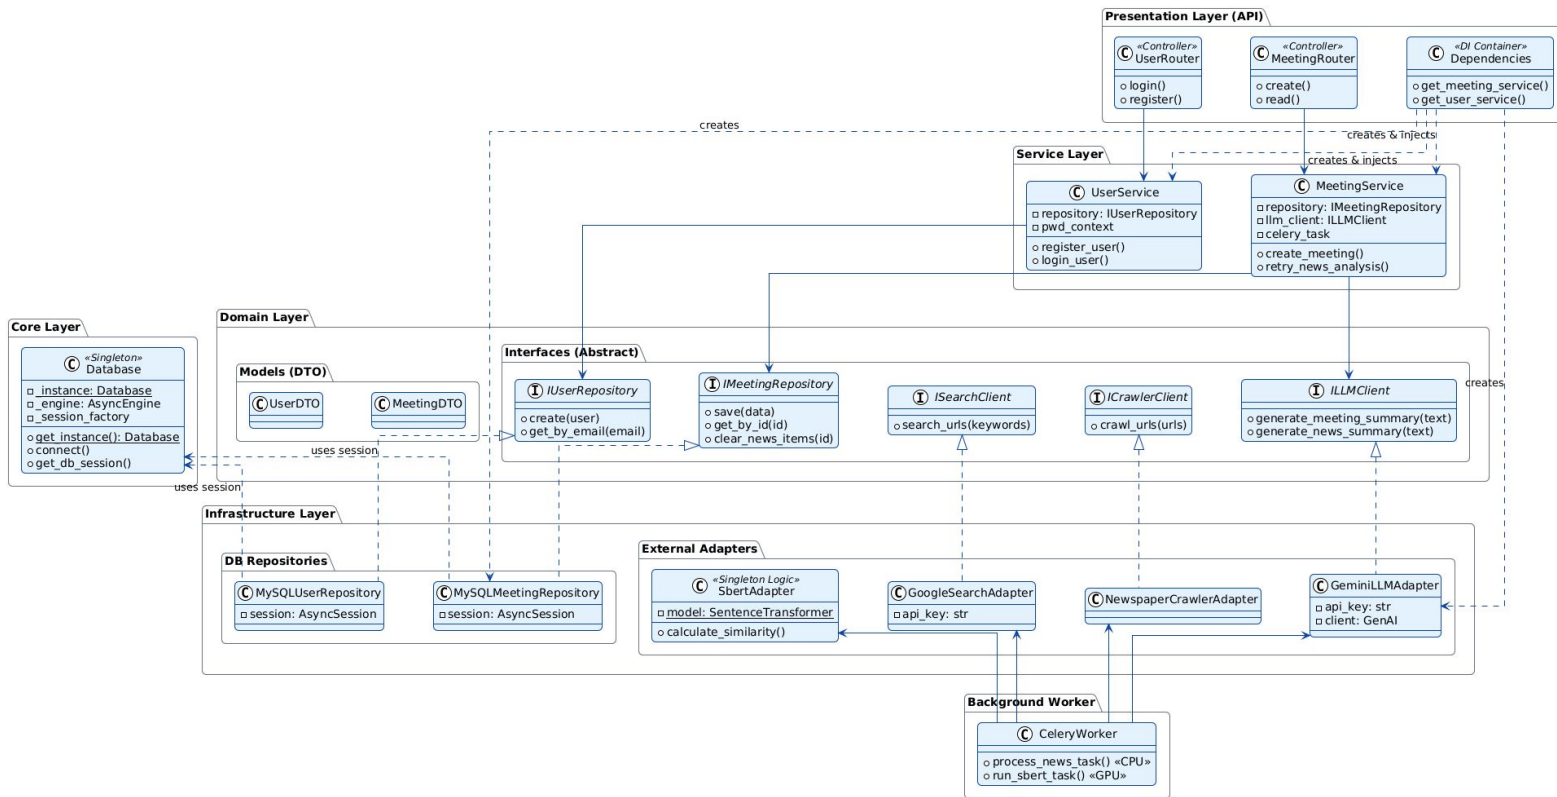 Presentation Layer (API)
«Controller»
UserRouter
login()
register()
«Controller»
MeetingRouter
create()
read()
«DI Container»
Dependencies
get_meeting_service()
get_user_service()
creates
creates & injects
creates & injects
Service Layer
UserService
repository: IUserRepository
pwd_context
register_user()
login_user()
MeetingService
repository: IMeetingRepository
llm_client: ILLMClient
celery_task
create_meeting()
retry_news_analysis()
Core Layer
«Singleton»
Database
_instance: Database
_engine: AsyncEngine
_session_factory
get_instance(): Database
connect()
get_db_session()
Domain Layer
Models (DTO)
UserDTO
MeetingDTO
Interfaces (Abstract)
IUserRepository
create(user)
get_by_email(email)
IMeetingRepository
save(data)
get_by_id(id)
clear_news_items(id)
ISearchClient
search_urls(keywords)
ICrawlerClient
crawl_urls(urls)
ILLMClient
generate_meeting_summary(text)
generate_news_summary(text)
creates
uses session
uses session
Infrastructure Layer
DB Repositories
MySQLUserRepository
session: AsyncSession
MySQLMeetingRepository
session: AsyncSession
External Adapters
«Singleton Logic»
SbertAdapter
model: SentenceTransformer
calculate_similarity()
GoogleSearchAdapter
api_key: str
NewspaperCrawlerAdapter
GeminiLLMAdapter
api_key: str
client: GenAI
Background Worker
CeleryWorker
process_news_task() «CPU»
run_sbert_task() «GPU»